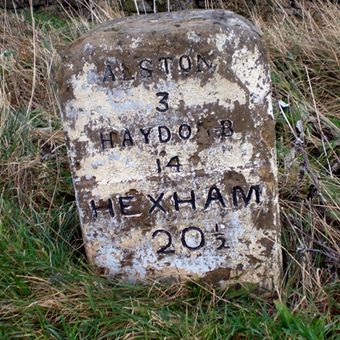 ALSTON
3
HAYDON B
14
HEXHAM
20½